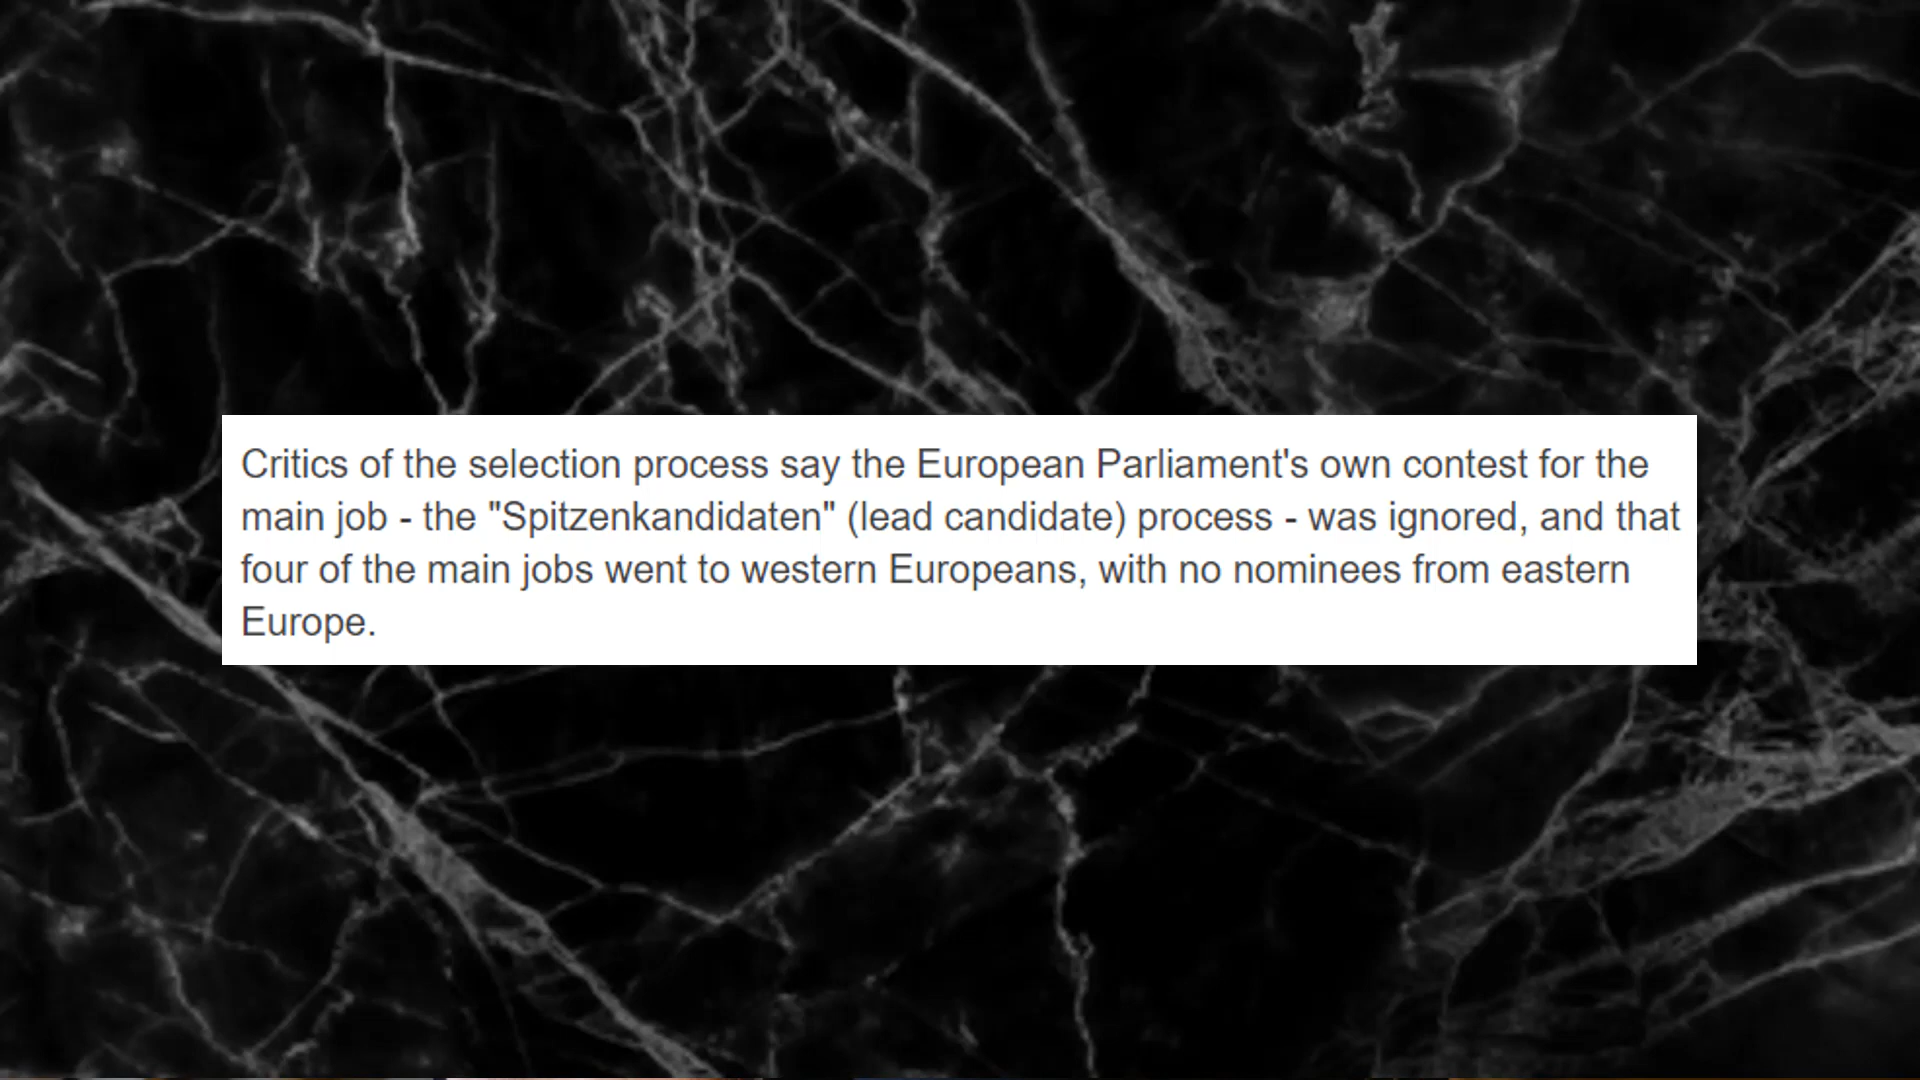 Critics of the selection process say the European Parliament's own contest for the
main job - the "Spitzenkandidaten" (lead candidate) process - was ignored, and that
four of the main jobs went to western Europeans, with no nominees from eastern
Europe.